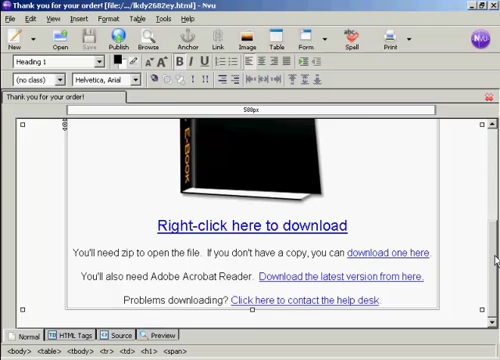 Thank you for your order! [file:/.../lkdy2682ey.html] - Nvu
File Edit View Insert Format Table Tools Help
New Open Save Publish Browse Anchor Link Image Table Form Spell Print Nvu
Heading 1 A A B I U
(no class) Helvetica, Arial
Thank you for your order!
588px
E-Book
Right-click here to download
You'll need zip to open the file. If you don't have a copy, you can download one here.
You'll also need Adobe Acrobat Reader. Download the latest version from here.
Problems downloading? Click here to contact the help desk.
Normal HTML Tags Source Preview
<body> <table> <tbody> <tr> <td> <h1> <span>